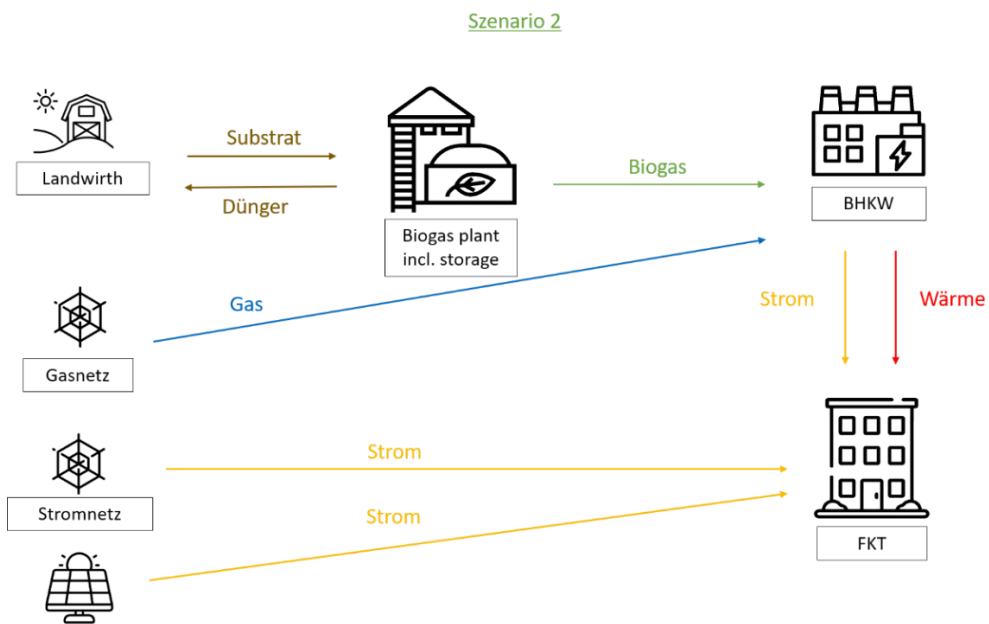 Szenario 2
Substrat
Landwirth
Dünger
Biogas plant
incl. storage
Biogas
BHKW
Gas
Gasnetz
Strom
Wärme
Strom
Stromnetz
Strom
FKT